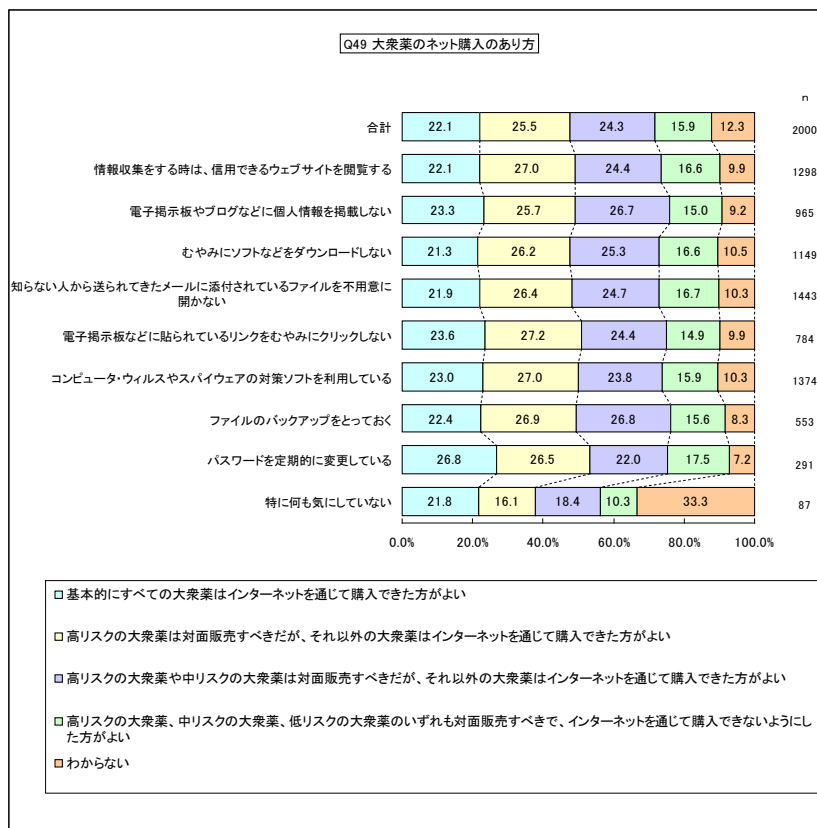 Q49 大衆薬のネット購入のあり方
n
合計 22.1 25.5 24.3 15.9 12.3 2000
情報収集をする時は、信用できるウェブサイトを閲覧する 22.1 27.0 24.4 16.6 9.9 1298
電子掲示板やブログなどに個人情報を掲載しない 23.3 25.7 26.7 15.0 9.2 965
むやみにソフトなどをダウンロードしない 21.3 26.2 25.3 16.6 10.5 1149
知らない人から送られてきたメールに添付されているファイルを不用意に
開かない 21.9 26.4 24.7 16.7 10.3 1443
電子掲示板などに貼られているリンクをむやみにクリックしない 23.6 27.2 24.4 14.9 9.9 784
コンピュータ・ウィルスやスパイウェアの対策ソフトを利用している 23.0 27.0 23.8 15.9 10.3 1374
ファイルのバックアップをとっておく 22.4 26.9 26.8 15.6 8.3 553
パスワードを定期的に変更している 26.8 26.5 22.0 17.5 7.2 291
特に何も気にしていない 21.8 16.1 18.4 10.3 33.3 87
0.0% 20.0% 40.0% 60.0% 80.0% 100.0%
基本的にすべての大衆薬はインターネットを通じて購入できた方がよい
高リスクの大衆薬は対面販売すべきだが、それ以外の大衆薬はインターネットを通じて購入できた方がよい
高リスクの大衆薬や中リスクの大衆薬は対面販売すべきだが、それ以外の大衆薬はインターネットを通じて購入できた方がよい
高リスクの大衆薬、中リスクの大衆薬、低リスクの大衆薬のいずれも対面販売すべきで、インターネットを通じて購入できないようにし
た方がよい
わからない